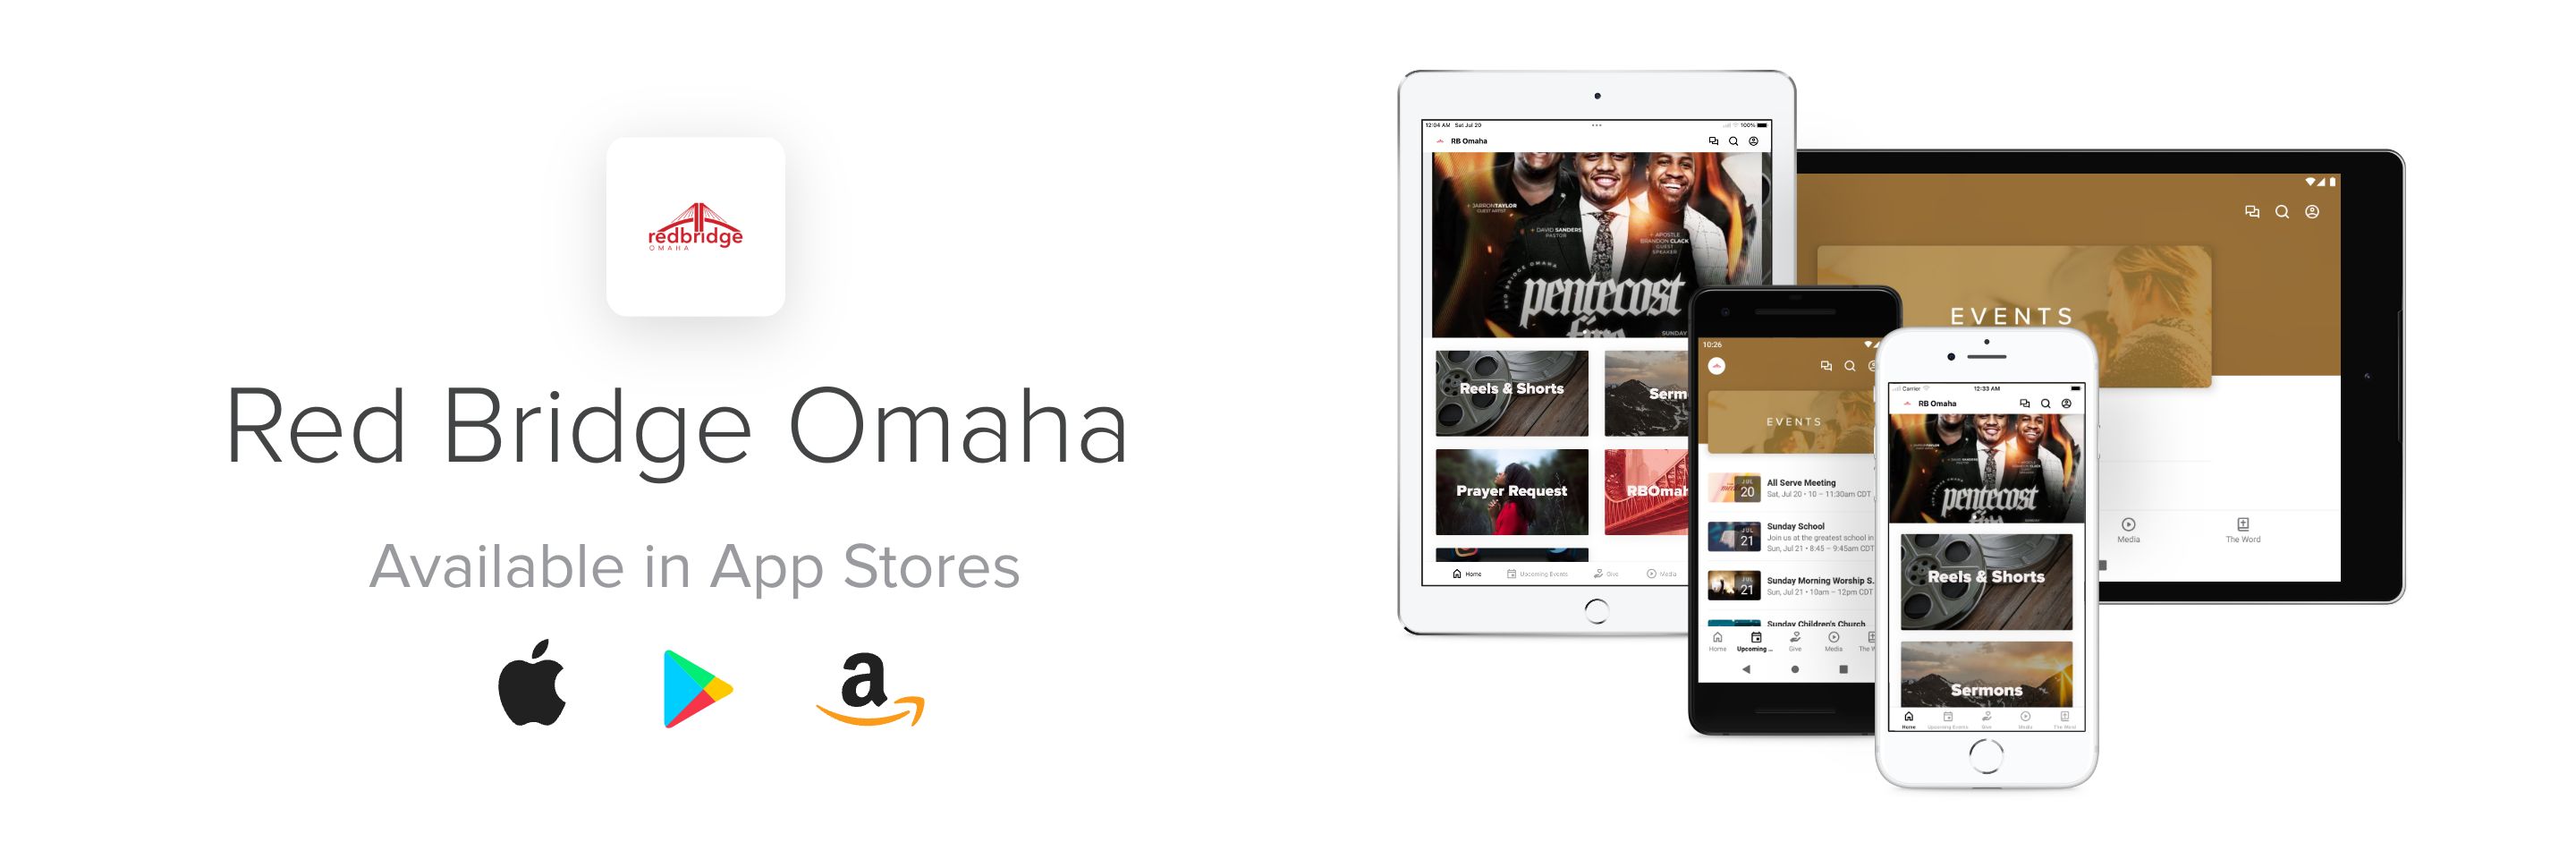 redbridge
OMAHA
Red Bridge Omaha
Available in App Stores
12:04 AM Sat Jul 20
100%
RB Omaha
+ JARRONTAYLOR
GUEST ARTIST
+ DAVID SANDERS
PASTOR
+ APOSTLE
BRANDON CLACK
GUEST
SPEAKER
RED BRIDGE OMAHA
pentecost
fire
SUNDAY
Reels & Shorts
Serm
Prayer Request
RBOmah
Home
Upcoming Events
Give
Media
EVENTS
Media
The Word
10:26
EVENTS
JUL
20
All Serve Meeting
Sat, Jul 20 • 10 – 11:30am CDT
JUL
21
Sunday School
Join us at the greatest school in
Sun, Jul 21 • 8:45 – 9:45am CDT
JUL
21
Sunday Morning Worship S...
Sun, Jul 21 • 10am – 12pm CDT
Sunday Children's Church
Home
Upcoming ...
Give
Media
The W
Carrier
12:33 AM
RB Omaha
pentecost
Reels & Shorts
Sermons
Home
Upcoming Events
Give
Media
The Word